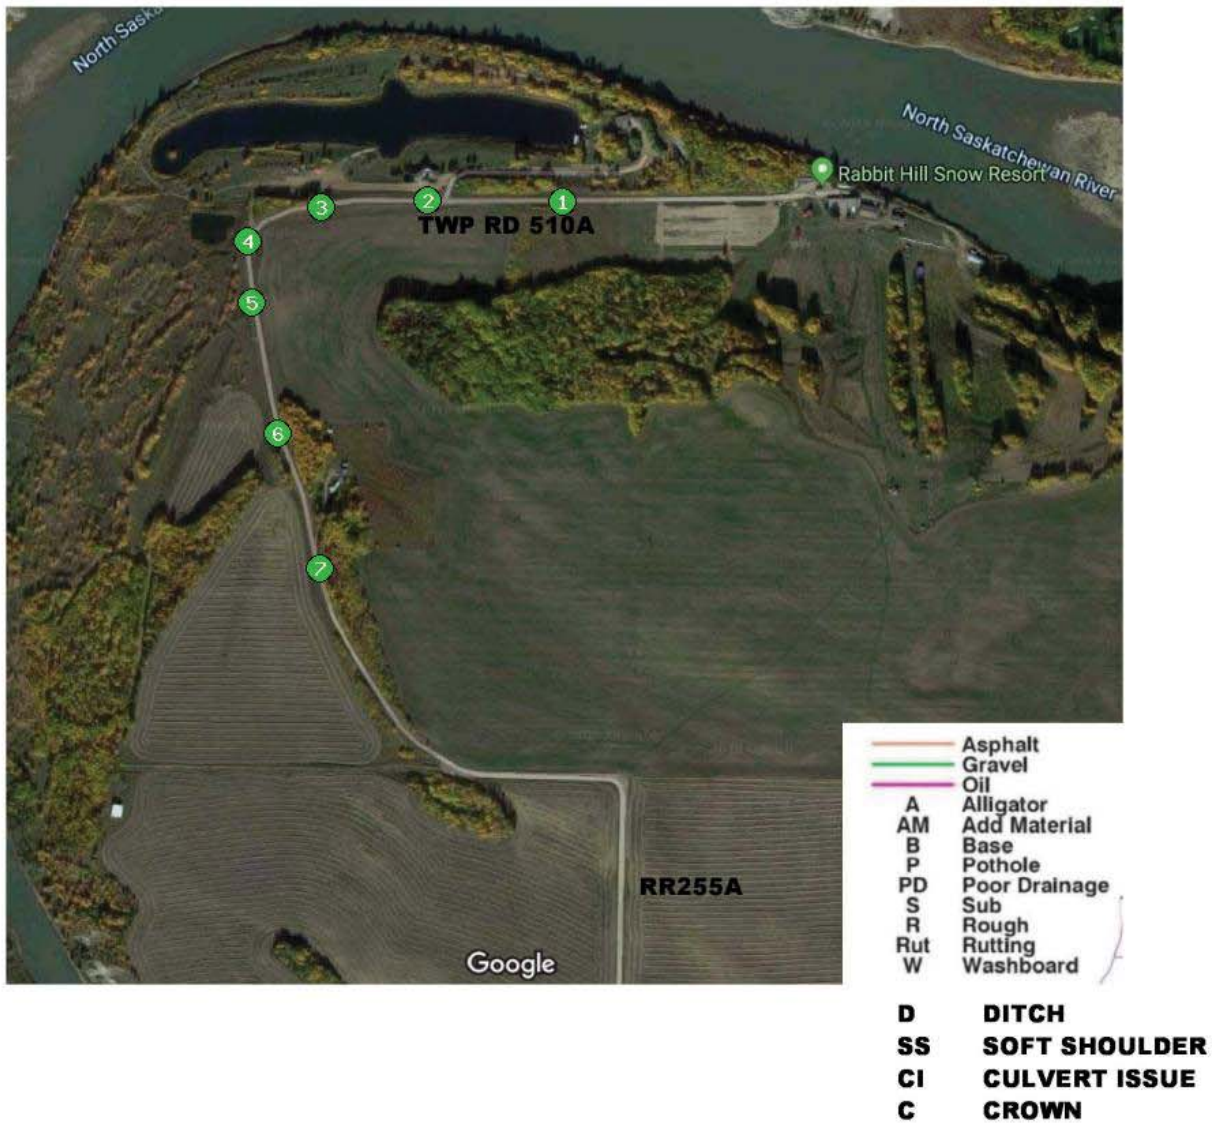 North Saska
North Saskatchewan River
Rabbit Hill Snow Resort
3
2
1
TWP RD 510A
4
5
6
7
RR255A
Google
Asphalt
Gravel
Oil
A Alligator
AM Add Material
B Base
P Pothole
PD Poor Drainage
S Sub
R Rough
Rut Rutting
W Washboard
D DITCH
SS SOFT SHOULDER
CI CULVERT ISSUE
C CROWN